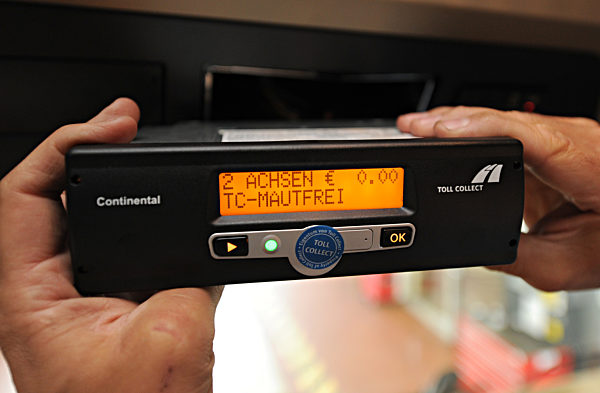 2 ACHSEN € 0.00
TC-MAUTFREI
Continental
TOLL COLLECT
OK
TOLL
COLLECT